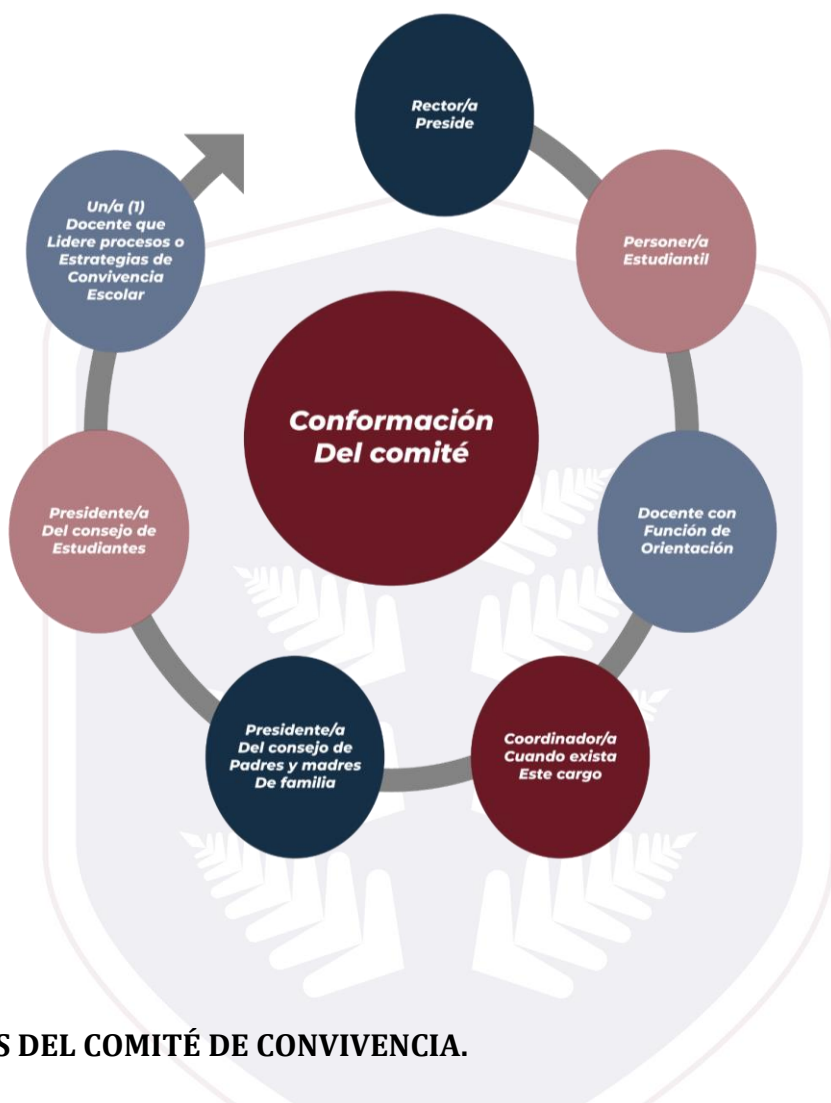 Rector/a
Preside
Personer/a
Estudiantil
Docente con
Función de
Orientación
Coordinador/a
Cuando exista
Este cargo
Presidente/a
Del consejo de
Padres y madres
De familia
Presidente/a
Del consejo de
Estudiantes
Un/a (1)
Docente que
Lidere procesos o
Estrategias de
Convivencia
Escolar
Conformación
Del comité
S DEL COMITÉ DE CONVIVENCIA.